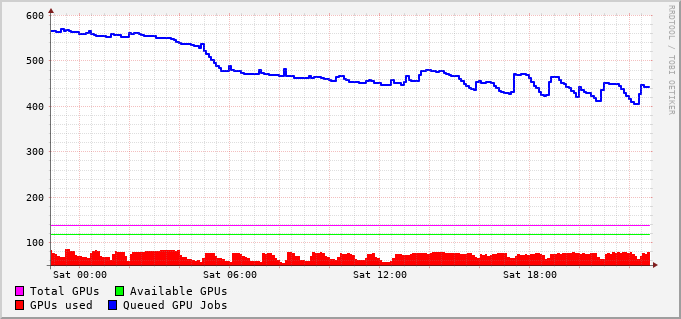 600
500
400
300
200
100
Sat 00:00 Sat 06:00 Sat 12:00 Sat 18:00
Total GPUs Available GPUs
GPUs used Queued GPU Jobs
RRDTOOL / TOBI OETIKER